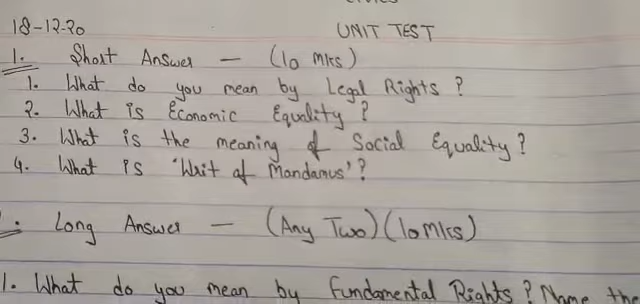 18-12-20 UNIT TEST
1. Short Answer — (10 Mks)
1. What do you mean by Legal Rights ?
2. What is Economic Equality ?
3. What is the meaning of Social Equality ?
4. What is 'Writ of Mandamus' ?
Long Answer — (Any Two) (10 Mks)
1. What do you mean by Fundamental Rights ? Name the